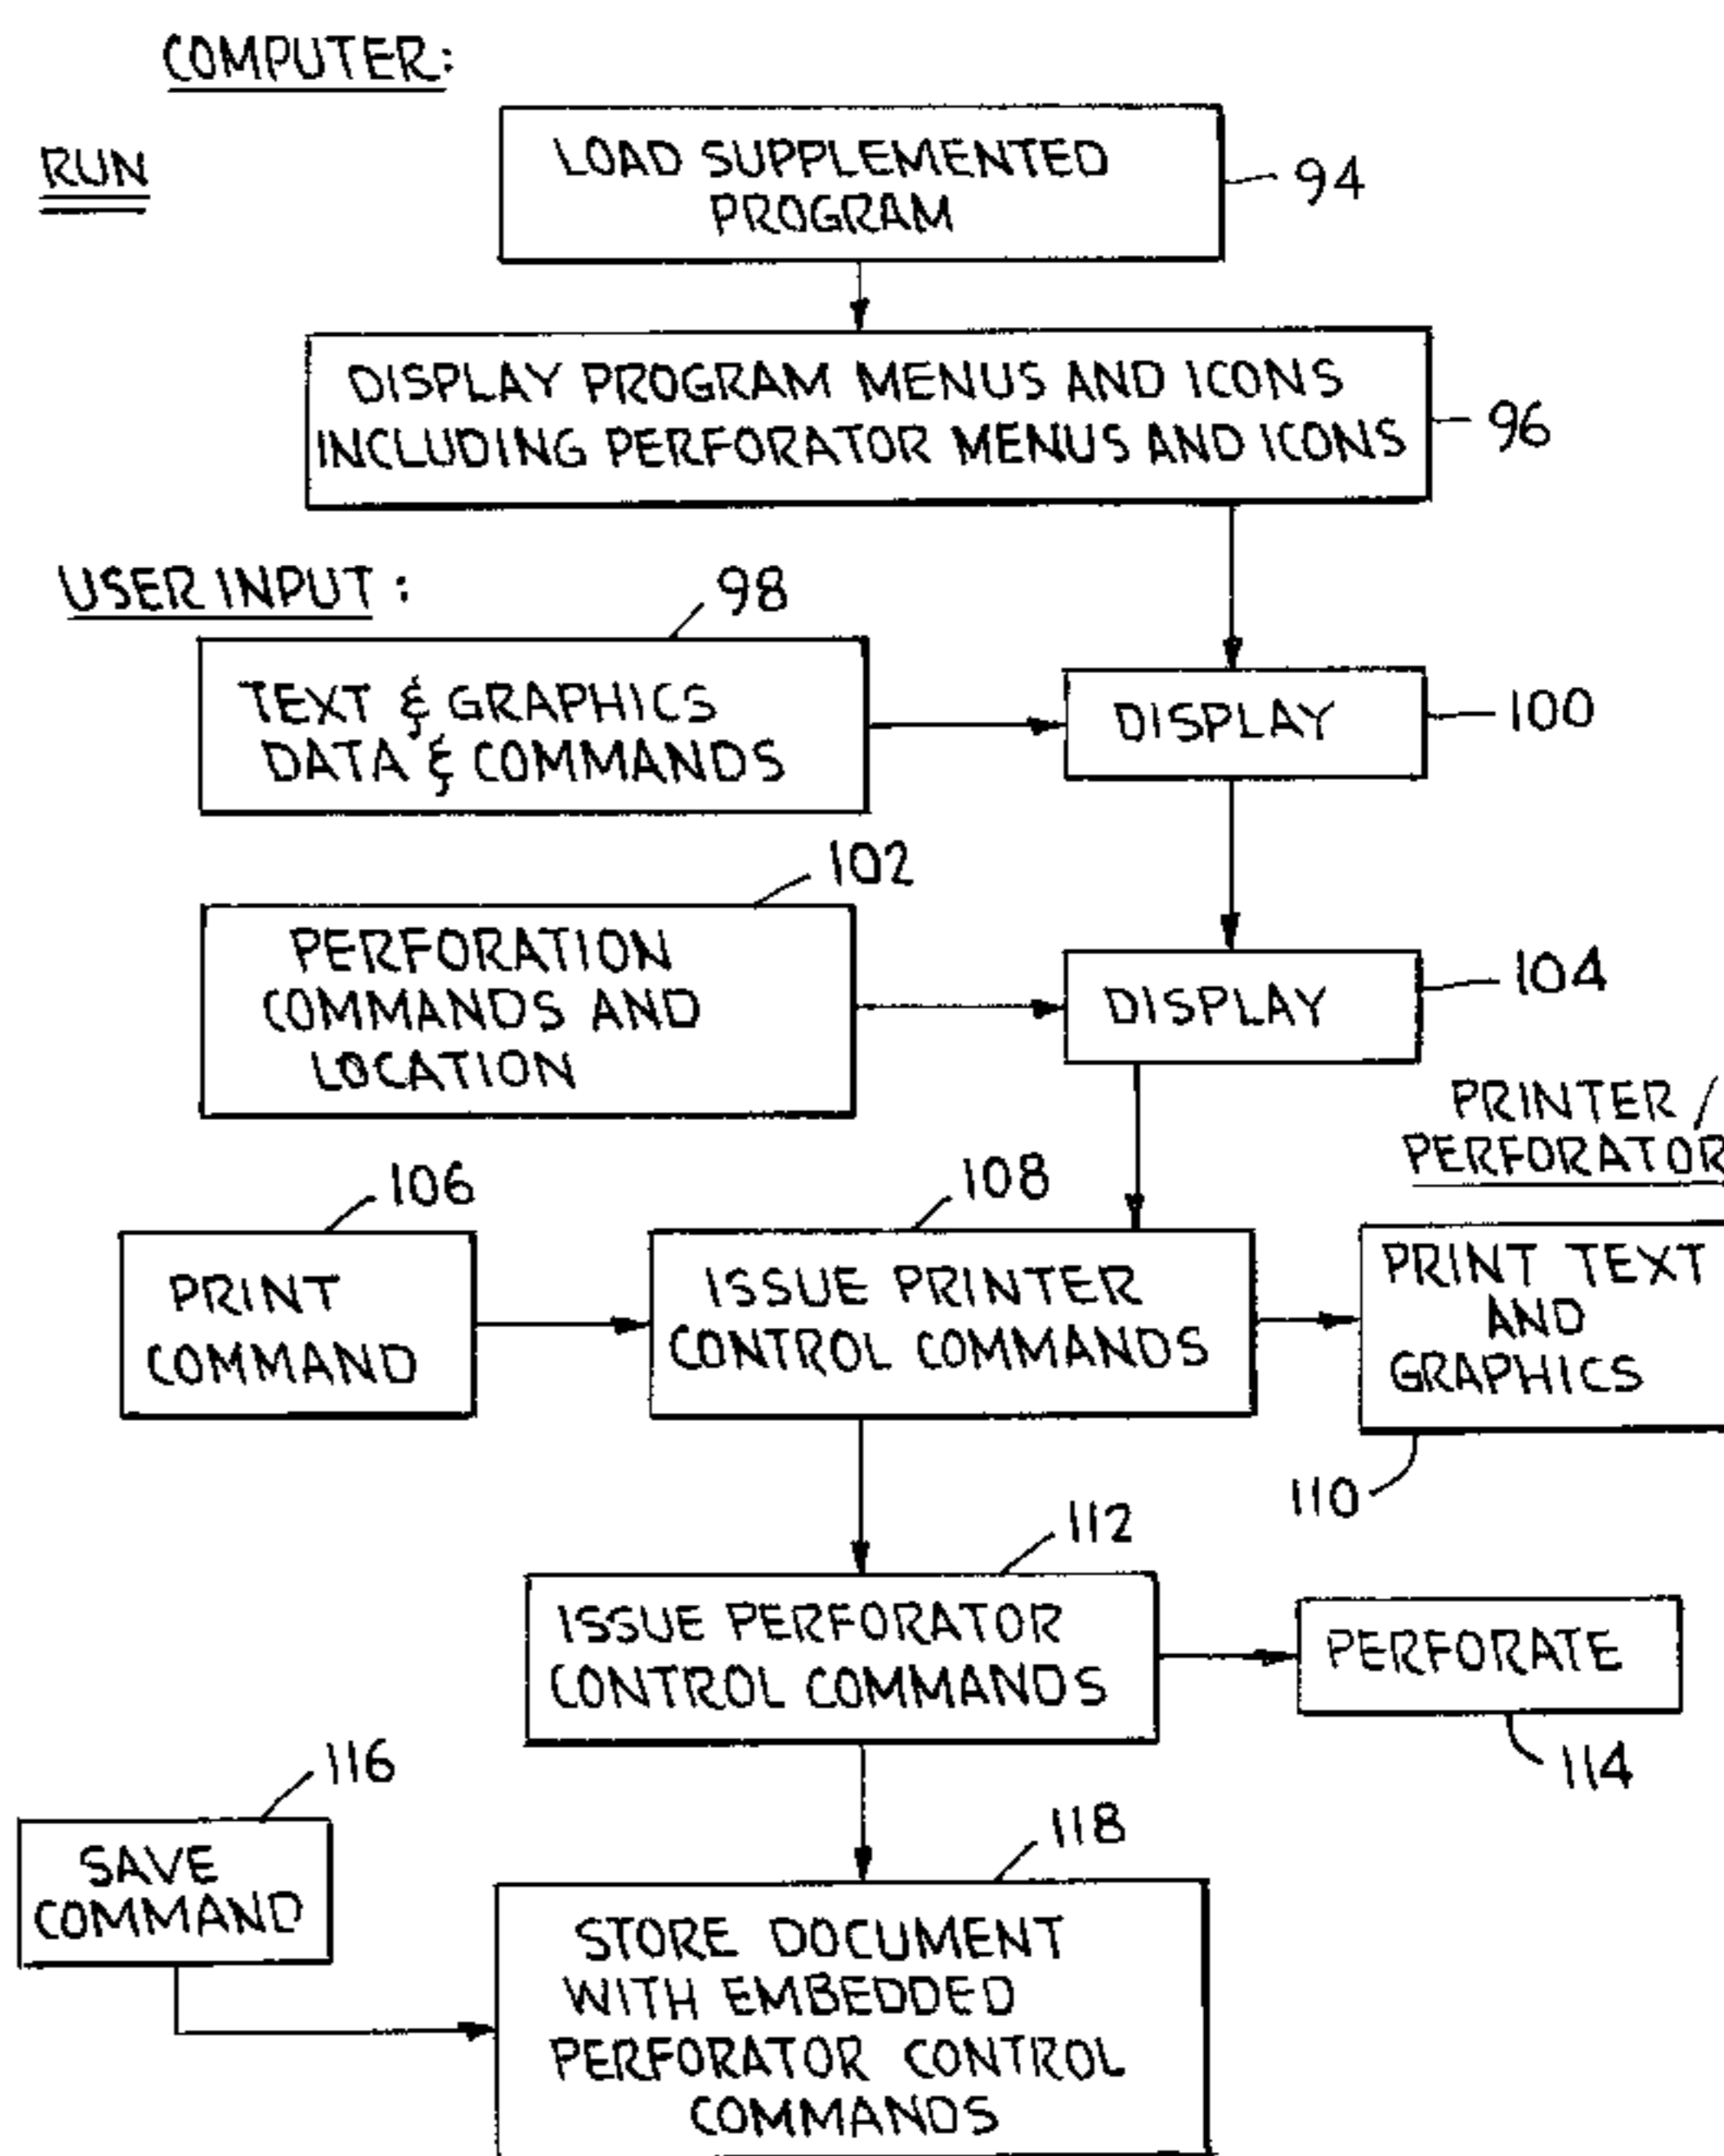 COMPUTER:
RUN
LOAD SUPPLEMENTED
PROGRAM
94
DISPLAY PROGRAM MENUS AND ICONS
INCLUDING PERFORATOR MENUS AND ICONS
96
USER INPUT :
98
TEXT & GRAPHICS
DATA & COMMANDS
DISPLAY
100
102
PERFORATION
COMMANDS AND
LOCATION
DISPLAY
104
PRINTER /
PERFORATOR
106
108
PRINT
COMMAND
ISSUE PRINTER
CONTROL COMMANDS
PRINT TEXT
AND
GRAPHICS
110
112
ISSUE PERFORATOR
CONTROL COMMANDS
PERFORATE
114
116
SAVE
COMMAND
118
STORE DOCUMENT
WITH EMBEDDED
PERFORATOR CONTROL
COMMANDS